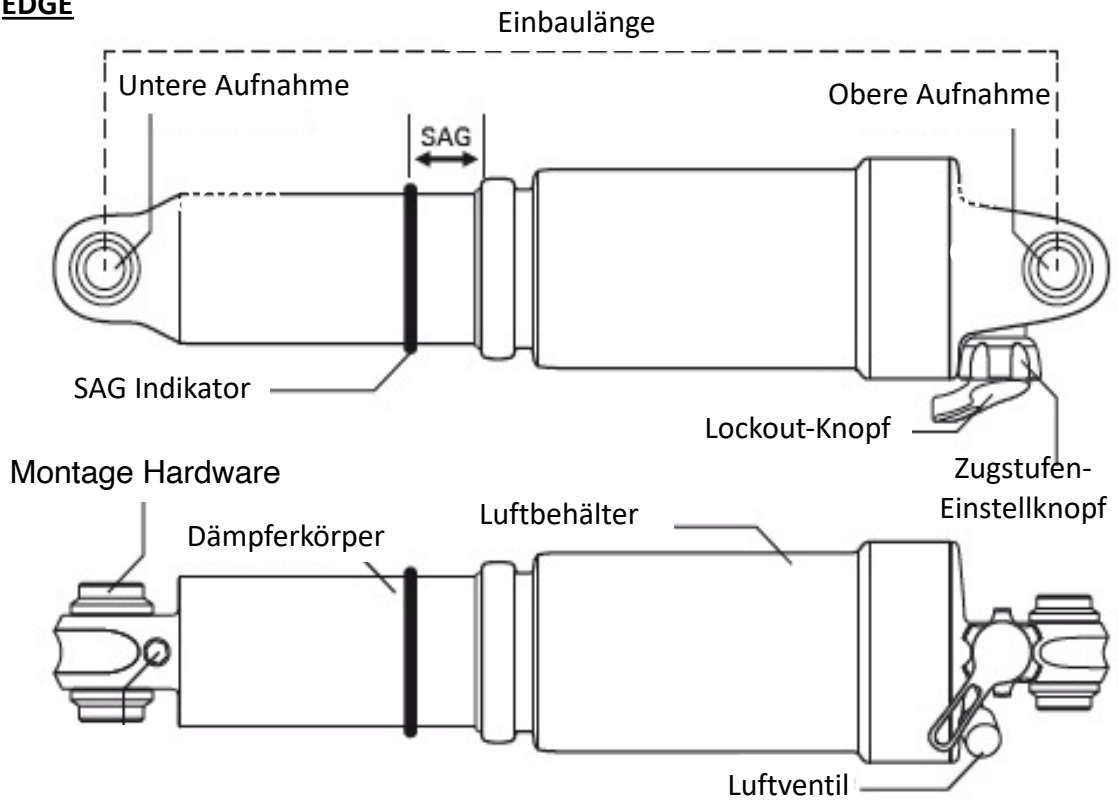 EDGE
Einbaulänge
Untere Aufnahme
Obere Aufnahme
SAG
SAG Indikator
Lockout-Knopf
Zugstufen-
Einstellknopf
Montage Hardware
Dämpferkörper
Luftbehälter
Luftventil